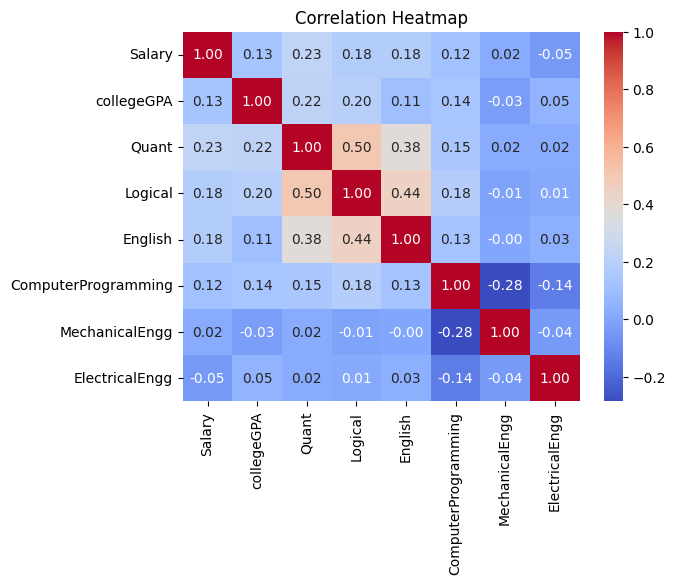 Correlation Heatmap
Salary 1.00 0.13 0.23 0.18 0.18 0.12 0.02 -0.05
collegeGPA 0.13 1.00 0.22 0.20 0.11 0.14 -0.03 0.05
Quant 0.23 0.22 1.00 0.50 0.38 0.15 0.02 0.02
Logical 0.18 0.20 0.50 1.00 0.44 0.18 -0.01 0.01
English 0.18 0.11 0.38 0.44 1.00 0.13 -0.00 0.03
ComputerProgramming 0.12 0.14 0.15 0.18 0.13 1.00 -0.28 -0.14
MechanicalEngg 0.02 -0.03 0.02 -0.01 -0.00 -0.28 1.00 -0.04
ElectricalEngg -0.05 0.05 0.02 0.01 0.03 -0.14 -0.04 1.00
Salary
collegeGPA
Quant
Logical
English
ComputerProgramming
MechanicalEngg
ElectricalEngg
1.0
0.8
0.6
0.4
0.2
0.0
−0.2